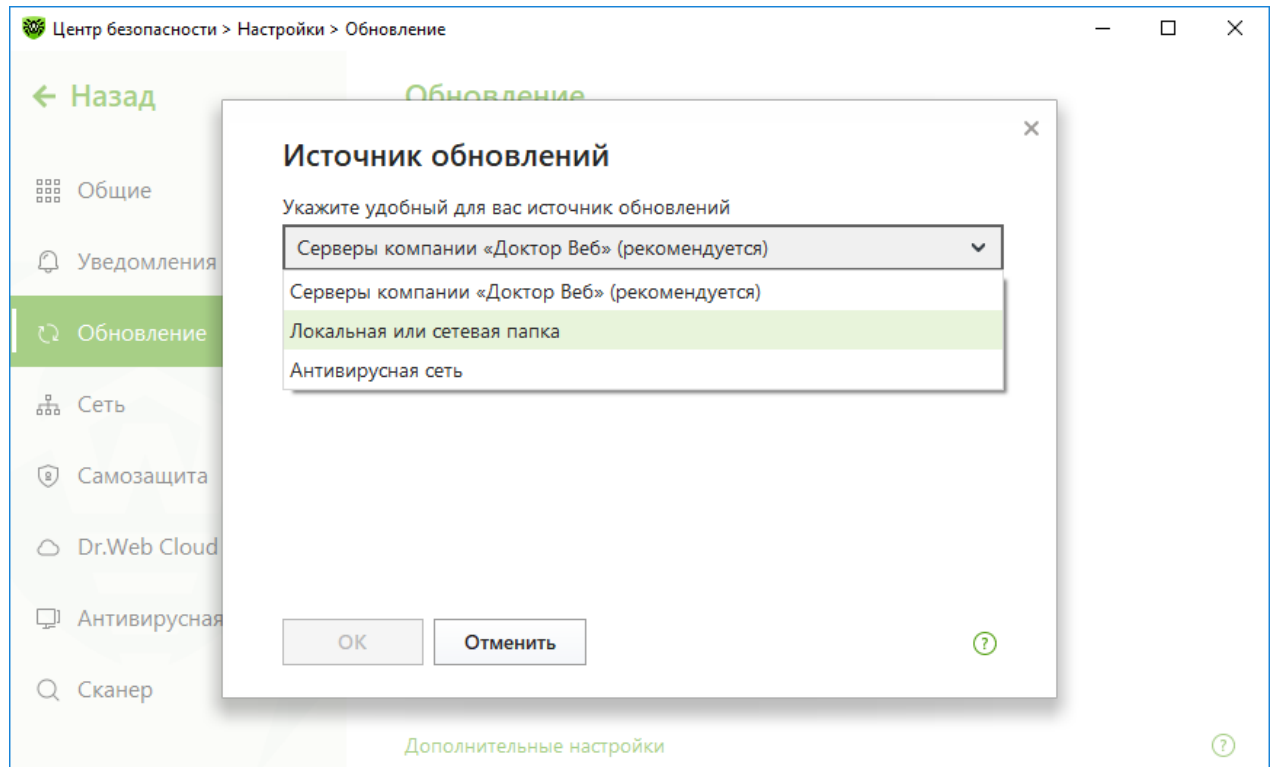 Центр безопасности > Настройки > Обновление
Назад
Обновление
Общие
Уведомления
Обновление
Сеть
Самозащита
Dr.Web Cloud
Антивирусная
Сканер
Источник обновлений
Укажите удобный для вас источник обновлений
Серверы компании «Доктор Веб» (рекомендуется)
Серверы компании «Доктор Веб» (рекомендуется)
Локальная или сетевая папка
Антивирусная сеть
ОК
Отменить
?
Дополнительные настройки
?